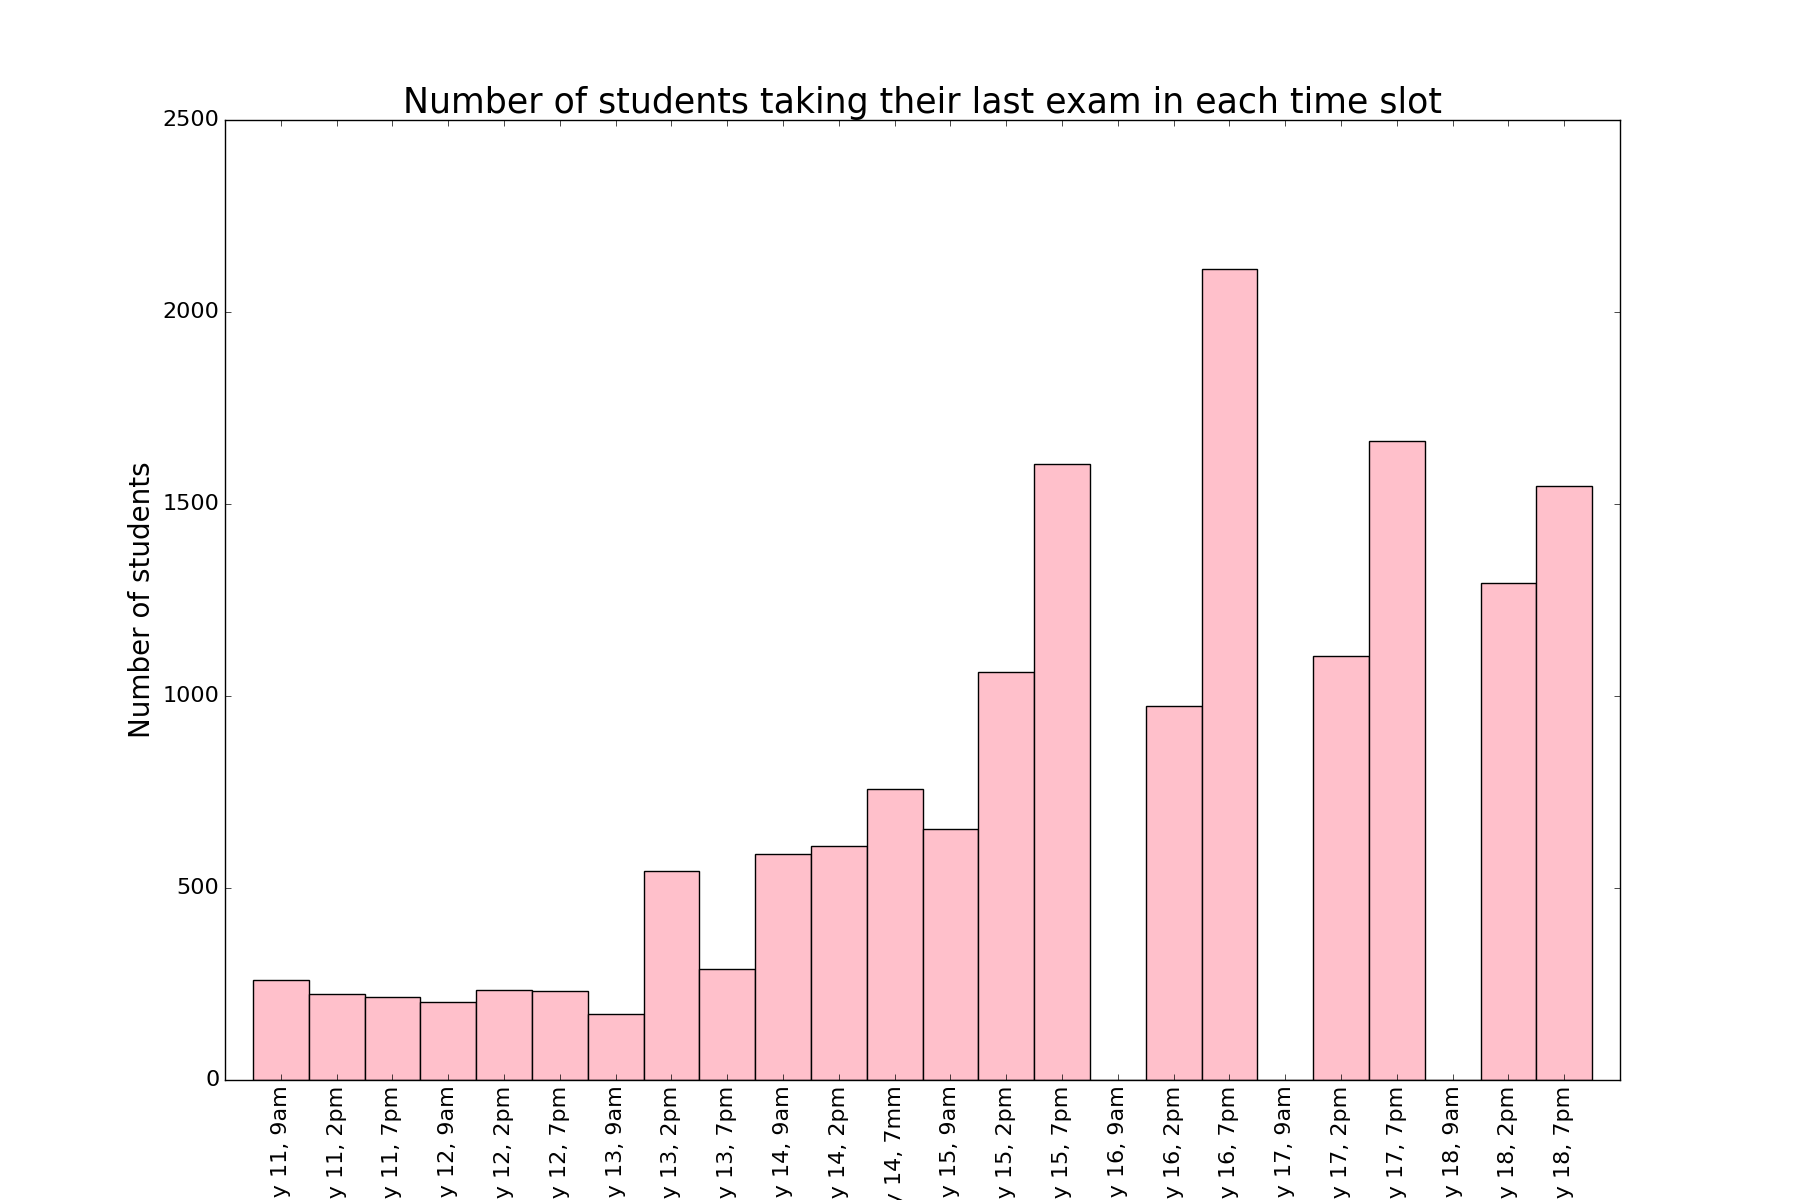 Number of students taking their last exam in each time slot
2500
2000
1500
1000
500
0
Number of students
y 11, 9am
y 11, 2pm
y 11, 7pm
y 12, 9am
y 12, 2pm
y 12, 7pm
y 13, 9am
y 13, 2pm
y 13, 7pm
y 14, 9am
y 14, 2pm
y 14, 7mm
y 15, 9am
y 15, 2pm
y 15, 7pm
y 16, 9am
y 16, 2pm
y 16, 7pm
y 17, 9am
y 17, 2pm
y 17, 7pm
y 18, 9am
y 18, 2pm
y 18, 7pm